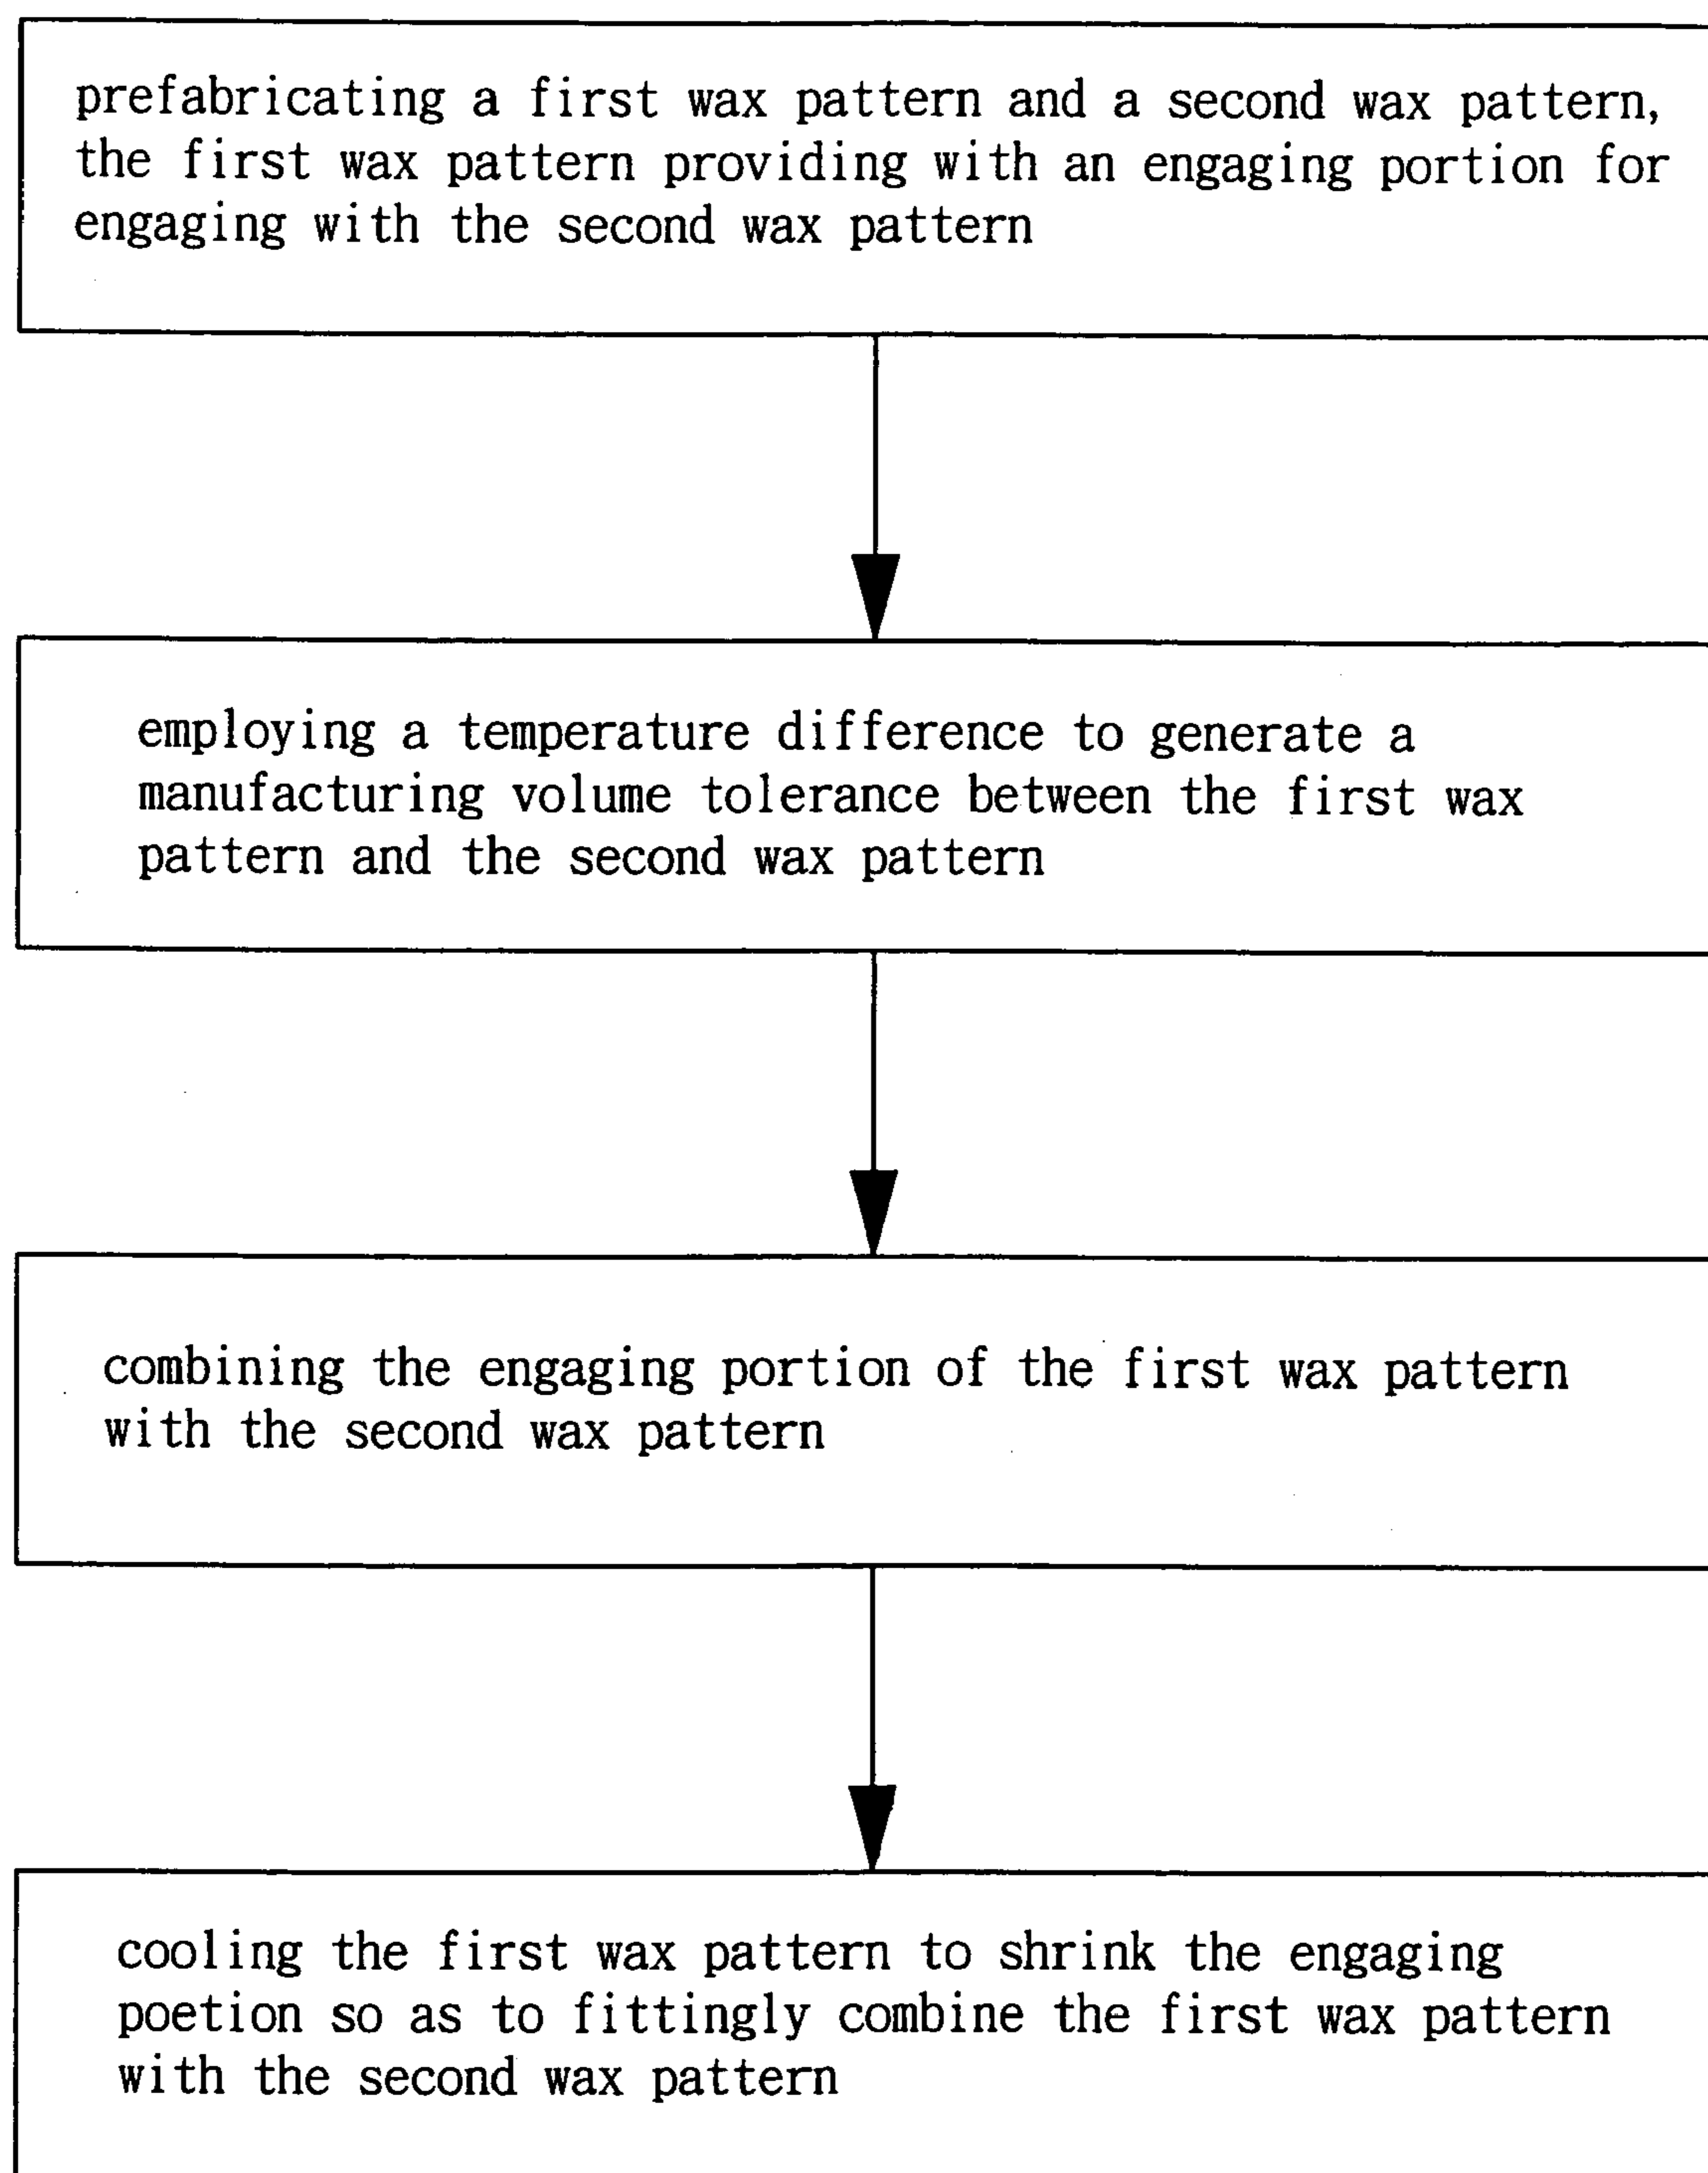 prefabricating a first wax pattern and a second wax pattern,
the first wax pattern providing with an engaging portion for
engaging with the second wax pattern
employing a temperature difference to generate a
manufacturing volume tolerance between the first wax
pattern and the second wax pattern
combining the engaging portion of the first wax pattern
with the second wax pattern
cooling the first wax pattern to shrink the engaging
poetion so as to fittingly combine the first wax pattern
with the second wax pattern